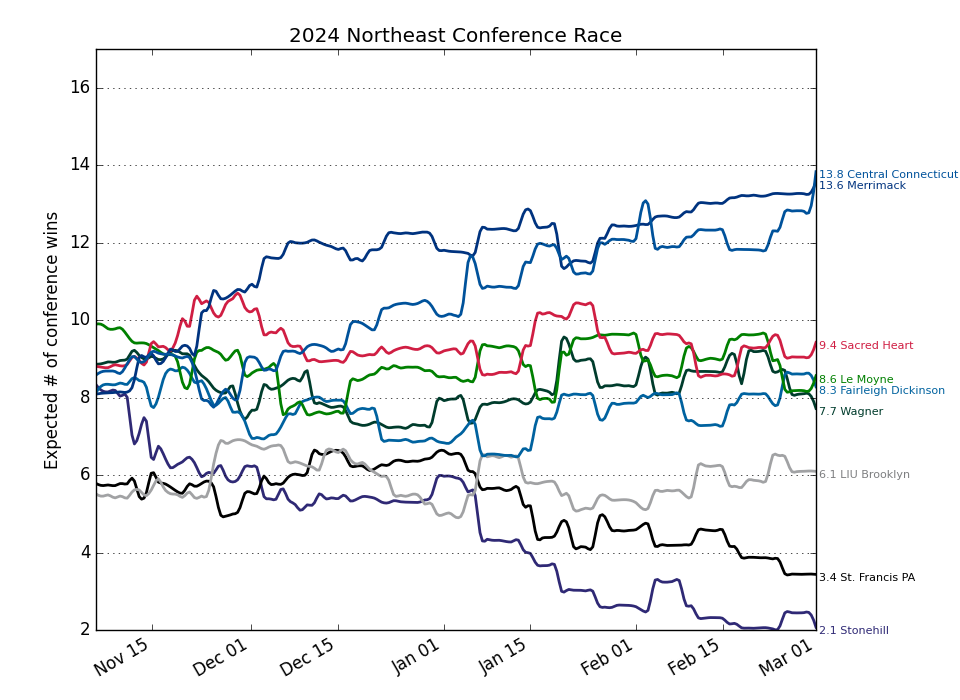 2024 Northeast Conference Race
Expected # of conference wins
16
14
12
10
8
6
4
2
Nov 15
Dec 01
Dec 15
Jan 01
Jan 15
Feb 01
Feb 15
Mar 01
13.8 Central Connecticut
13.6 Merrimack
9.4 Sacred Heart
8.6 Le Moyne
8.3 Fairleigh Dickinson
7.7 Wagner
6.1 LIU Brooklyn
3.4 St. Francis PA
2.1 Stonehill